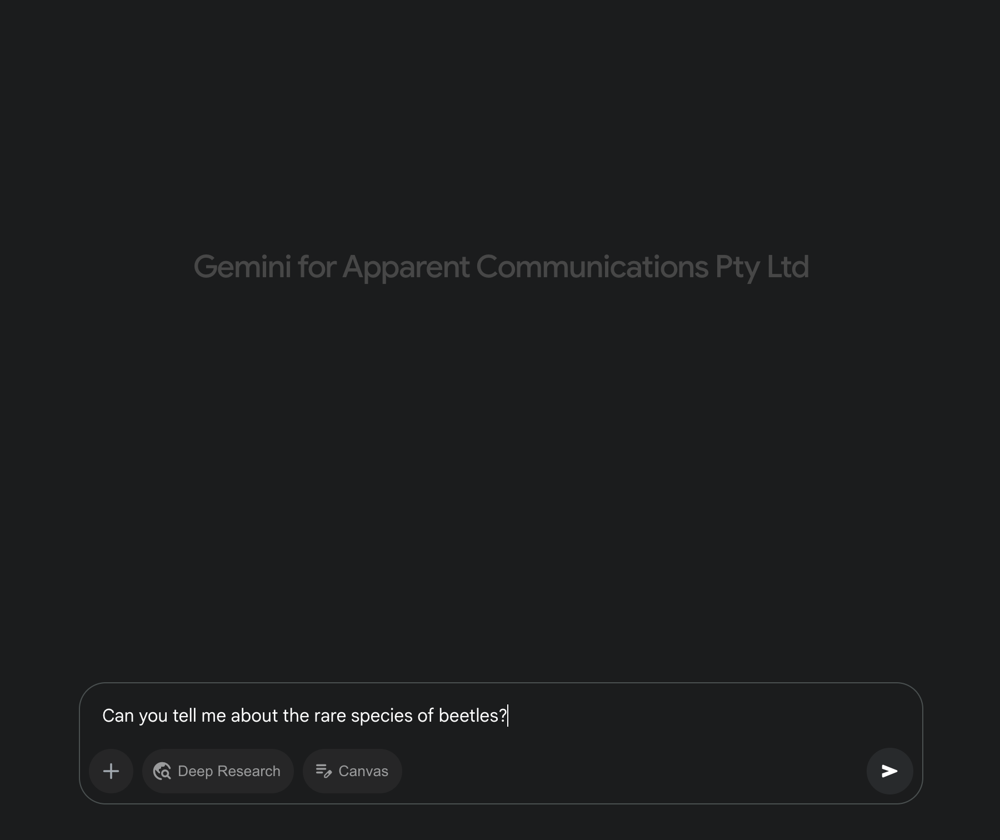 Gemini for Apparent Communications Pty Ltd
Can you tell me about the rare species of beetles?
Deep Research
Canvas